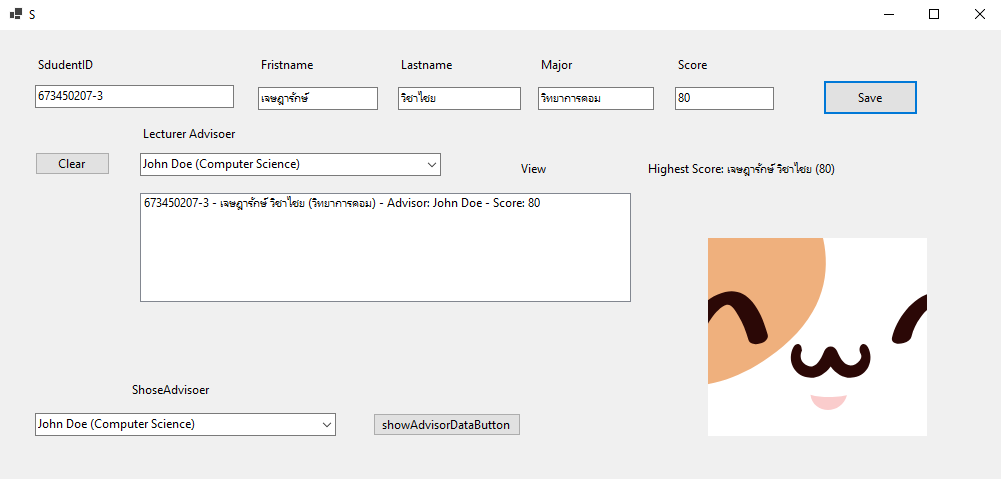 S
SdudentID
Fristname
Lastname
Major
Score
673450207-3
เจษฎารักษ์
วิชาไชย
วิทยาการคอม
80
Save
Lecturer Advisoer
Clear
John Doe (Computer Science)
View
Highest Score: เจษฎารักษ์ วิชาไชย (80)
673450207-3 - เจษฎารักษ์ วิชาไชย (วิทยาการคอม) - Advisor: John Doe - Score: 80
ShoseAdvisoer
John Doe (Computer Science)
showAdvisorDataButton